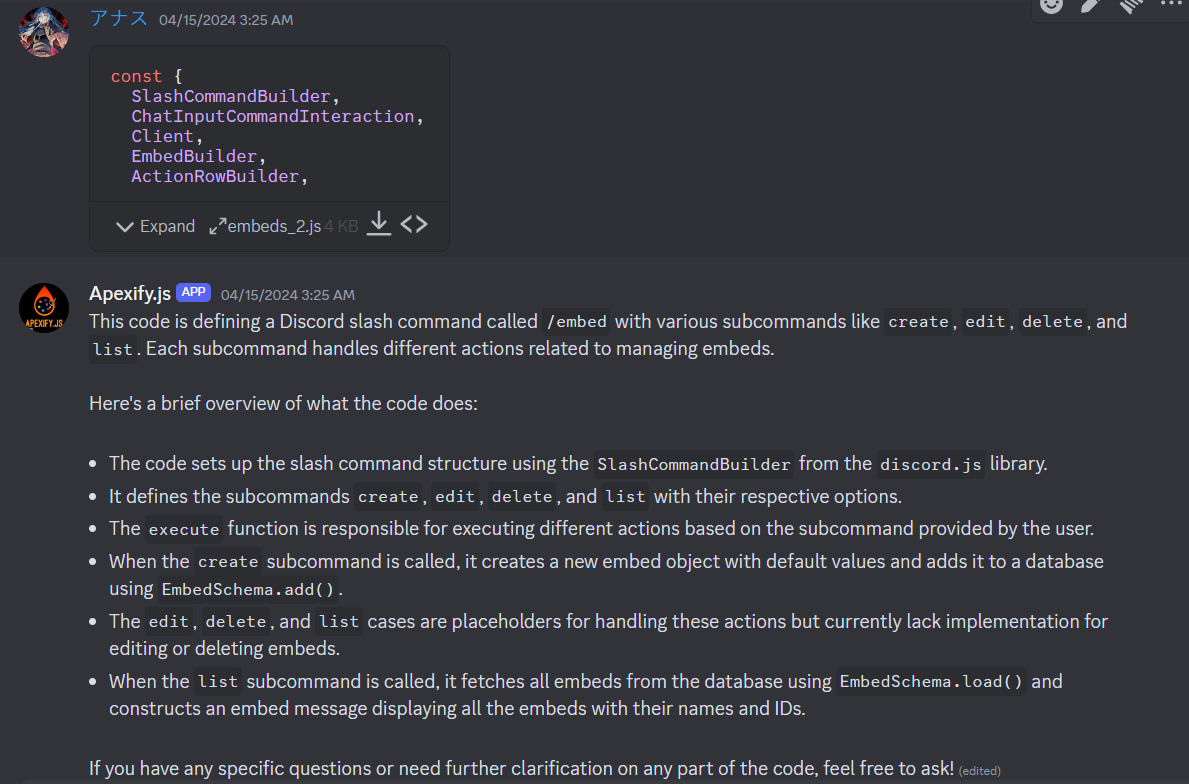 アナス 04/15/2024 3:25 AM
const {
SlashCommandBuilder,
ChatInputCommandInteraction,
Client,
EmbedBuilder,
ActionRowBuilder,
Expand embeds_2.js 4 KB
Apexify.js APP 04/15/2024 3:25 AM
APEXIFY.JS
This code is defining a Discord slash command called /embed with various subcommands like create, edit, delete, and
list. Each subcommand handles different actions related to managing embeds.
Here's a brief overview of what the code does:
• The code sets up the slash command structure using the SlashCommandBuilder from the discord.js library.
• It defines the subcommands create, edit, delete, and list with their respective options.
• The execute function is responsible for executing different actions based on the subcommand provided by the user.
• When the create subcommand is called, it creates a new embed object with default values and adds it to a database
using EmbedSchema.add().
• The edit, delete, and list cases are placeholders for handling these actions but currently lack implementation for
editing or deleting embeds.
• When the list subcommand is called, it fetches all embeds from the database using EmbedSchema.load() and
constructs an embed message displaying all the embeds with their names and IDs.
If you have any specific questions or need further clarification on any part of the code, feel free to ask! (edited)